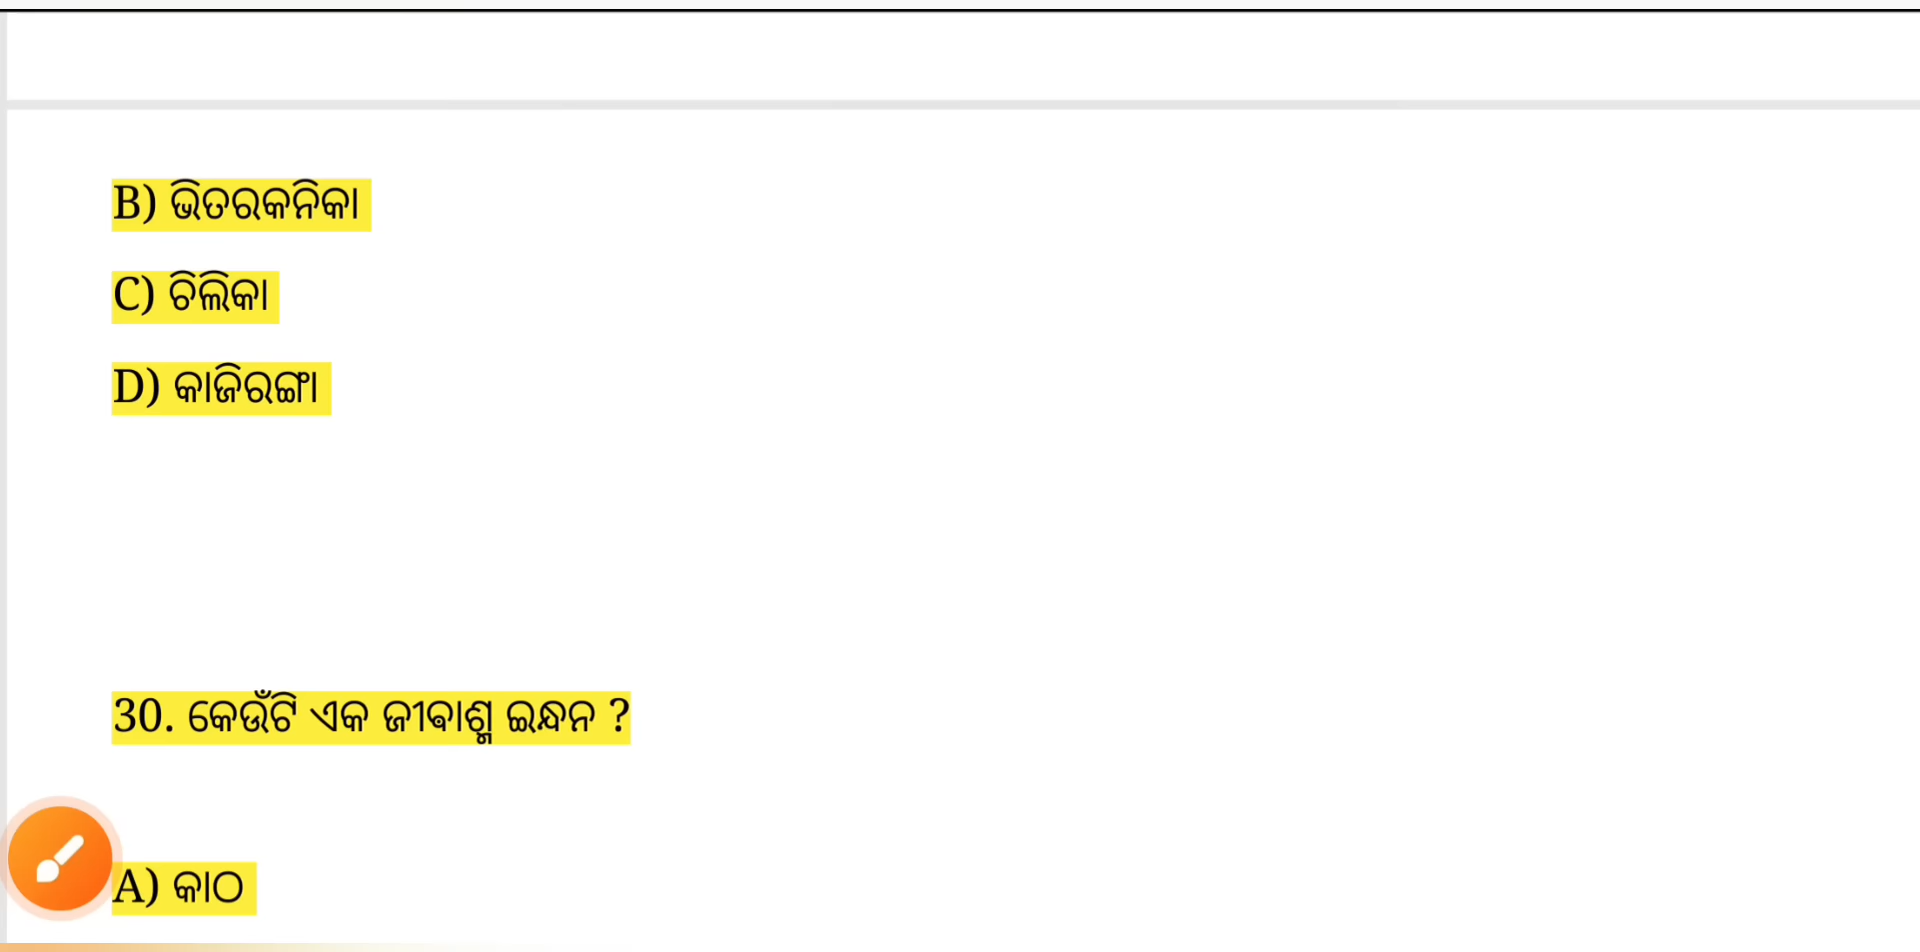 B) ଭିତରକନିକା
C) ଚିଲିକା
D) କାଜିରଙ୍ଗା
30. କେଉଁଟି ଏକ ଜୀଵାଶ୍ମ ଇନ୍ଧନ ?
A) କାଠ